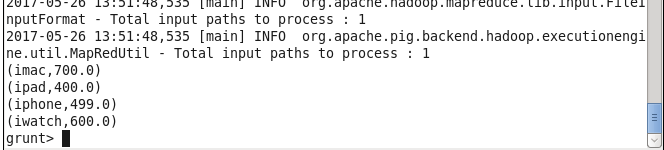 2017-05-26 13:51:48,535 [main] INFO  org.apache.hadoop.mapreduce.lib.input.FileI
nputFormat - Total input paths to process : 1
2017-05-26 13:51:48,535 [main] INFO  org.apache.pig.backend.hadoop.executionengi
ne.util.MapRedUtil - Total input paths to process : 1
(imac,700.0)
(ipad,400.0)
(iphone,499.0)
(iwatch,600.0)
grunt>